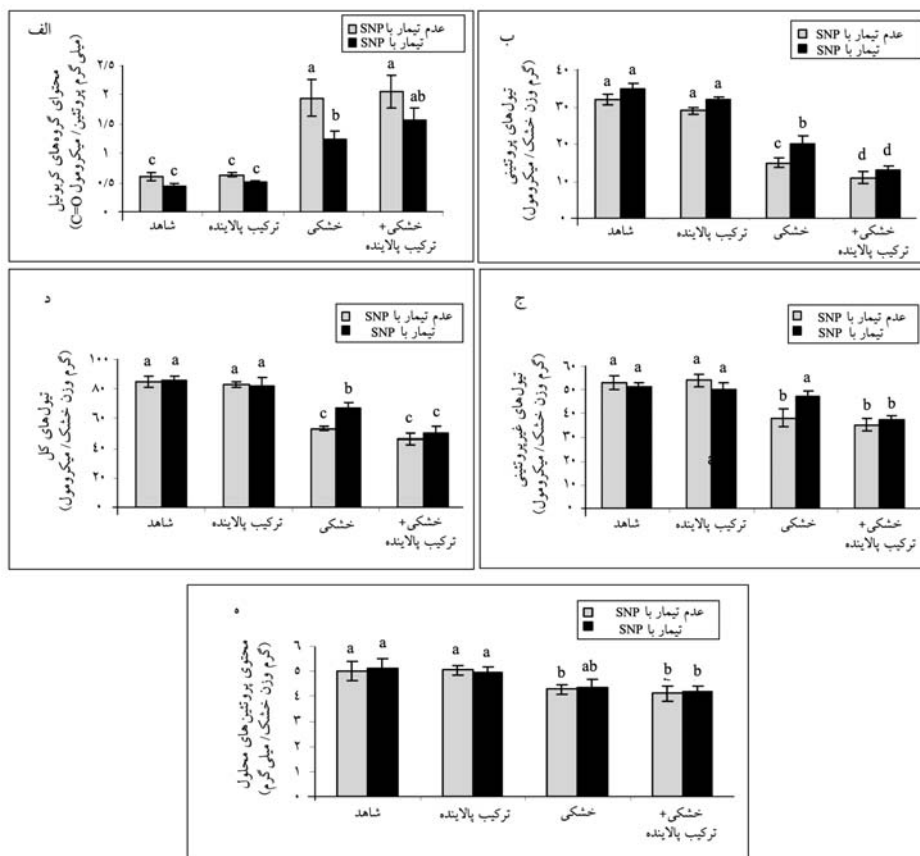 الف
عدم تیمار با SNP
تیمار با SNP
محتوای گروه‌های کربونیل
(میلی گرم پروتئین/ میکرومول C=O)
۲/۵
۲
۱/۵
۱
۰/۵
۰
c c c c a b a ab
شاهد
ترکیب پالاینده
خشکی
خشکی+
ترکیب پالاینده
ب
عدم تیمار با SNP
تیمار با SNP
تیول‌های پروتئینی
(گرم وزن خشک/ میکرومول)
۴۰
۳۰
۲۰
۱۰
۰
a a a a c b d d
شاهد
ترکیب پالاینده
خشکی
خشکی+
ترکیب پالاینده
ج
عدم تیمار با SNP
تیمار با SNP
تیول‌های غیرپروتئینی
(گرم وزن خشک/ میکرومول)
۶۰
۵۰
۴۰
۳۰
۲۰
۱۰
۰
a a a a b a b b
شاهد
ترکیب پالاینده
خشکی
خشکی+
ترکیب پالاینده
د
عدم تیمار با SNP
تیمار با SNP
تیول‌های کل
(گرم وزن خشک/ میکرومول)
۱۰۰
۸۰
۶۰
۴۰
۲۰
۰
a a a a c b c c
شاهد
ترکیب پالاینده
خشکی
خشکی+
ترکیب پالاینده
ه
عدم تیمار با SNP
تیمار با SNP
محتوی پروتئین‌های محلول
(گرم وزن خشک/ میلی گرم)
۶
۵
۴
۳
۲
۱
۰
a a a a b ab b b
شاهد
ترکیب پالاینده
خشکی
خشکی+
ترکیب پالاینده